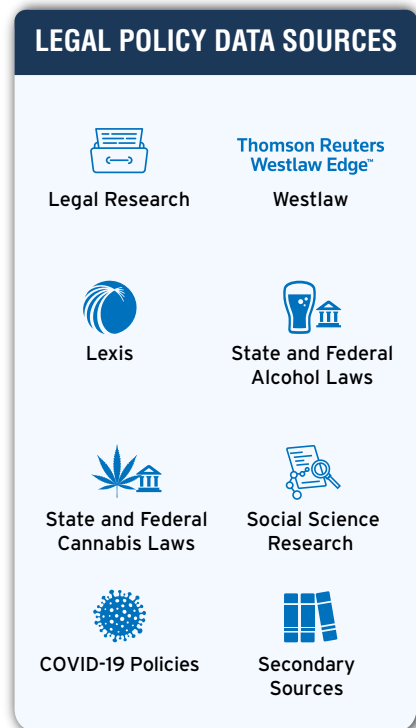 LEGAL POLICY DATA SOURCES
Legal Research
Thomson Reuters
Westlaw Edge™
Westlaw
Lexis
State and Federal
Alcohol Laws
State and Federal
Cannabis Laws
Social Science
Research
COVID-19 Policies
Secondary
Sources